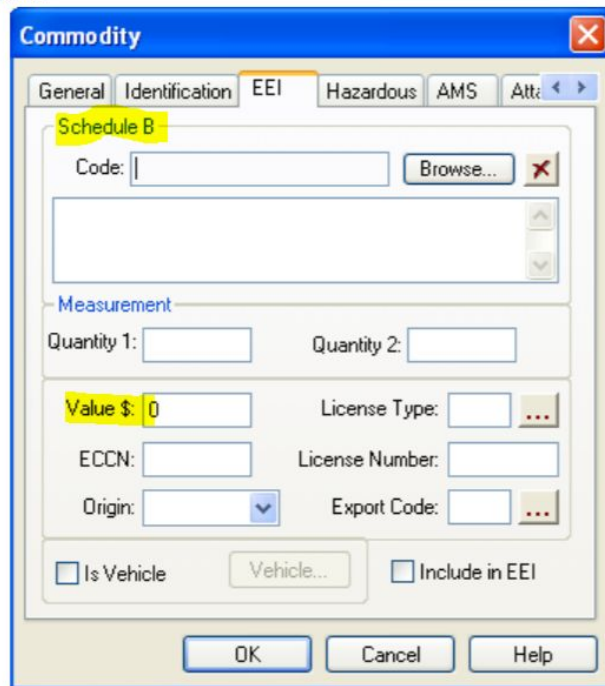 Commodity
General Identification EEI Hazardous AMS Atta
Schedule B
Code: Browse...
Measurement
Quantity 1: Quantity 2:
Value $: 0 License Type: ...
ECCN: License Number:
Origin: Export Code: ...
Is Vehicle Vehicle... Include in EEI
OK Cancel Help